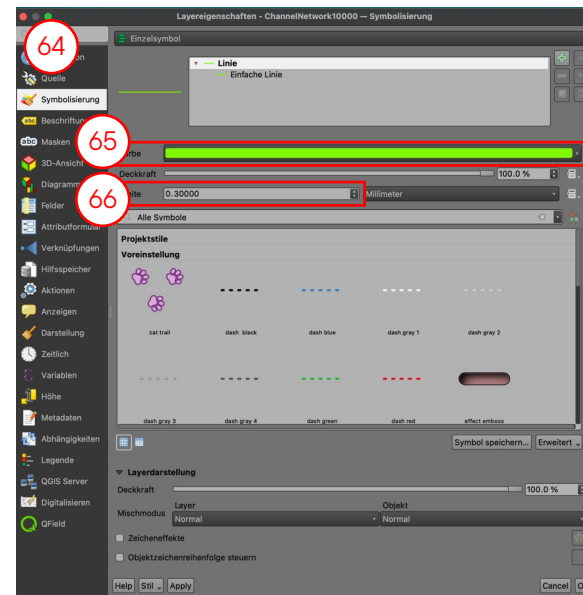 Layereigenschaften - ChannelNetwork10000 — Symbolisierung
64
on
Einzelsymbol
Quelle
Linie
Einfache Linie
Symbolisierung
abc
abc Masken
65
3D-Ansicht
Deckkraft
100.0 %
66
0.30000
Millimeter
Felder
Alle Symbole
Attributformular
Projektstile
Verknüpfungen
Voreinstellung
Hilfsspeicher
Aktionen
Anzeigen
Darstellung
cat trail
dash black
dash blue
dash gray 1
dash gray 2
Zeitlich
Variablen
Höhe
Metadaten
dash gray 3
dash gray 4
dash green
dash red
effect emboss
Abhängigkeiten
Symbol speichern...
Erweitert
Legende
Layerdarstellung
QGIS Server
Deckkraft
100.0 %
Digitalisieren
Layer
Objekt
Mischmodus
Normal
Normal
QField
Zeicheneffekte
Objektzeichenreihenfolge steuern
Help
Stil
Apply
Cancel